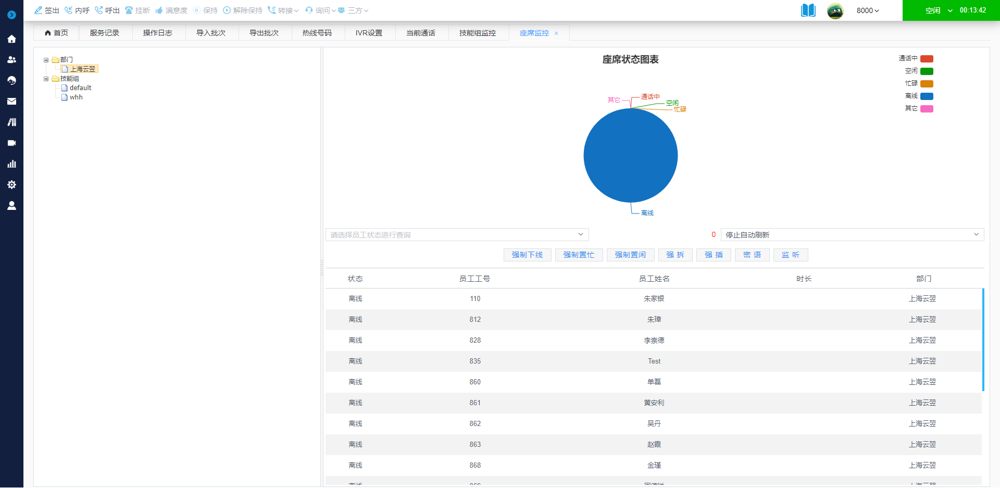 签出 内呼 呼出 挂断 满意度 保持 解除保持 转接 询问 三方 8000 空闲 00:13:42
首页 服务记录 操作日志 导入批次 导出批次 热线号码 IVR设置 当前通话 技能组监控 座席监控 ×
部门
上海云翌
技能组
default
whh
座席状态图表
通话中
空闲
忙碌
离线
其它
其它 通话中
空闲
忙碌
离线
请选择员工状态进行查询 0 停止自动刷新
强制下线 强制置忙 强制置闲 强 拆 强 插 密 语 监 听
状态 员工工号 员工姓名 时长 部门
离线 110 朱家银 上海云翌
离线 812 朱璋 上海云翌
离线 828 李崇德 上海云翌
离线 835 Test 上海云翌
离线 860 单磊 上海云翌
离线 861 黄安利 上海云翌
离线 862 吴丹 上海云翌
离线 863 赵霞 上海云翌
离线 868 金瑾 上海云翌